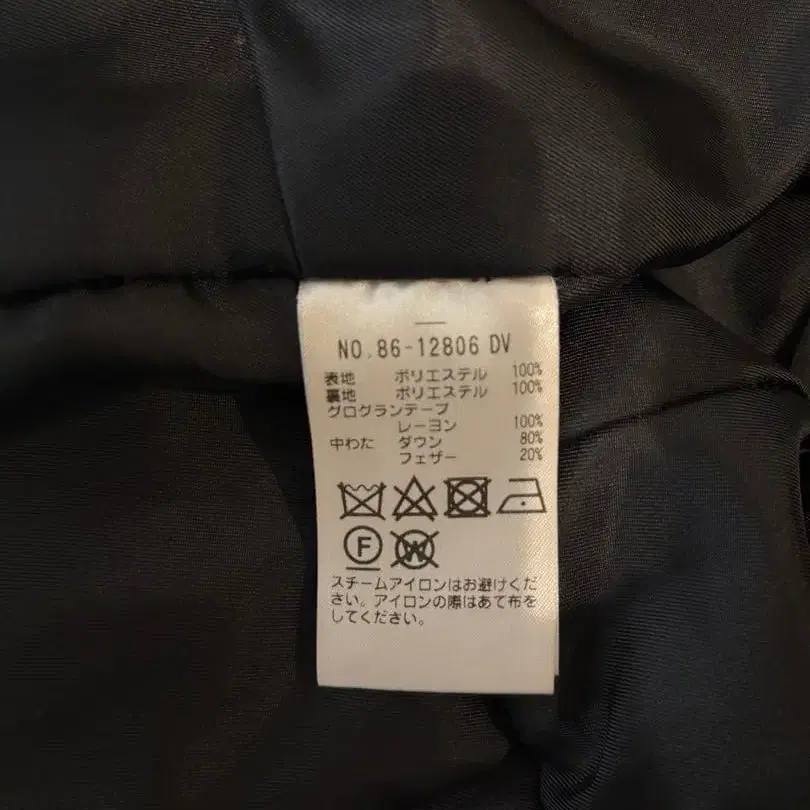 NO.86-12806 DV
表地 ポリエステル 100%
裏地 ポリエステル 100%
グログランテープ
レーヨン 100%
中わた ダウン 80%
フェザー 20%
F W
スチームアイロンはお避けくだ
さい。アイロンの際はあて布を
してください。